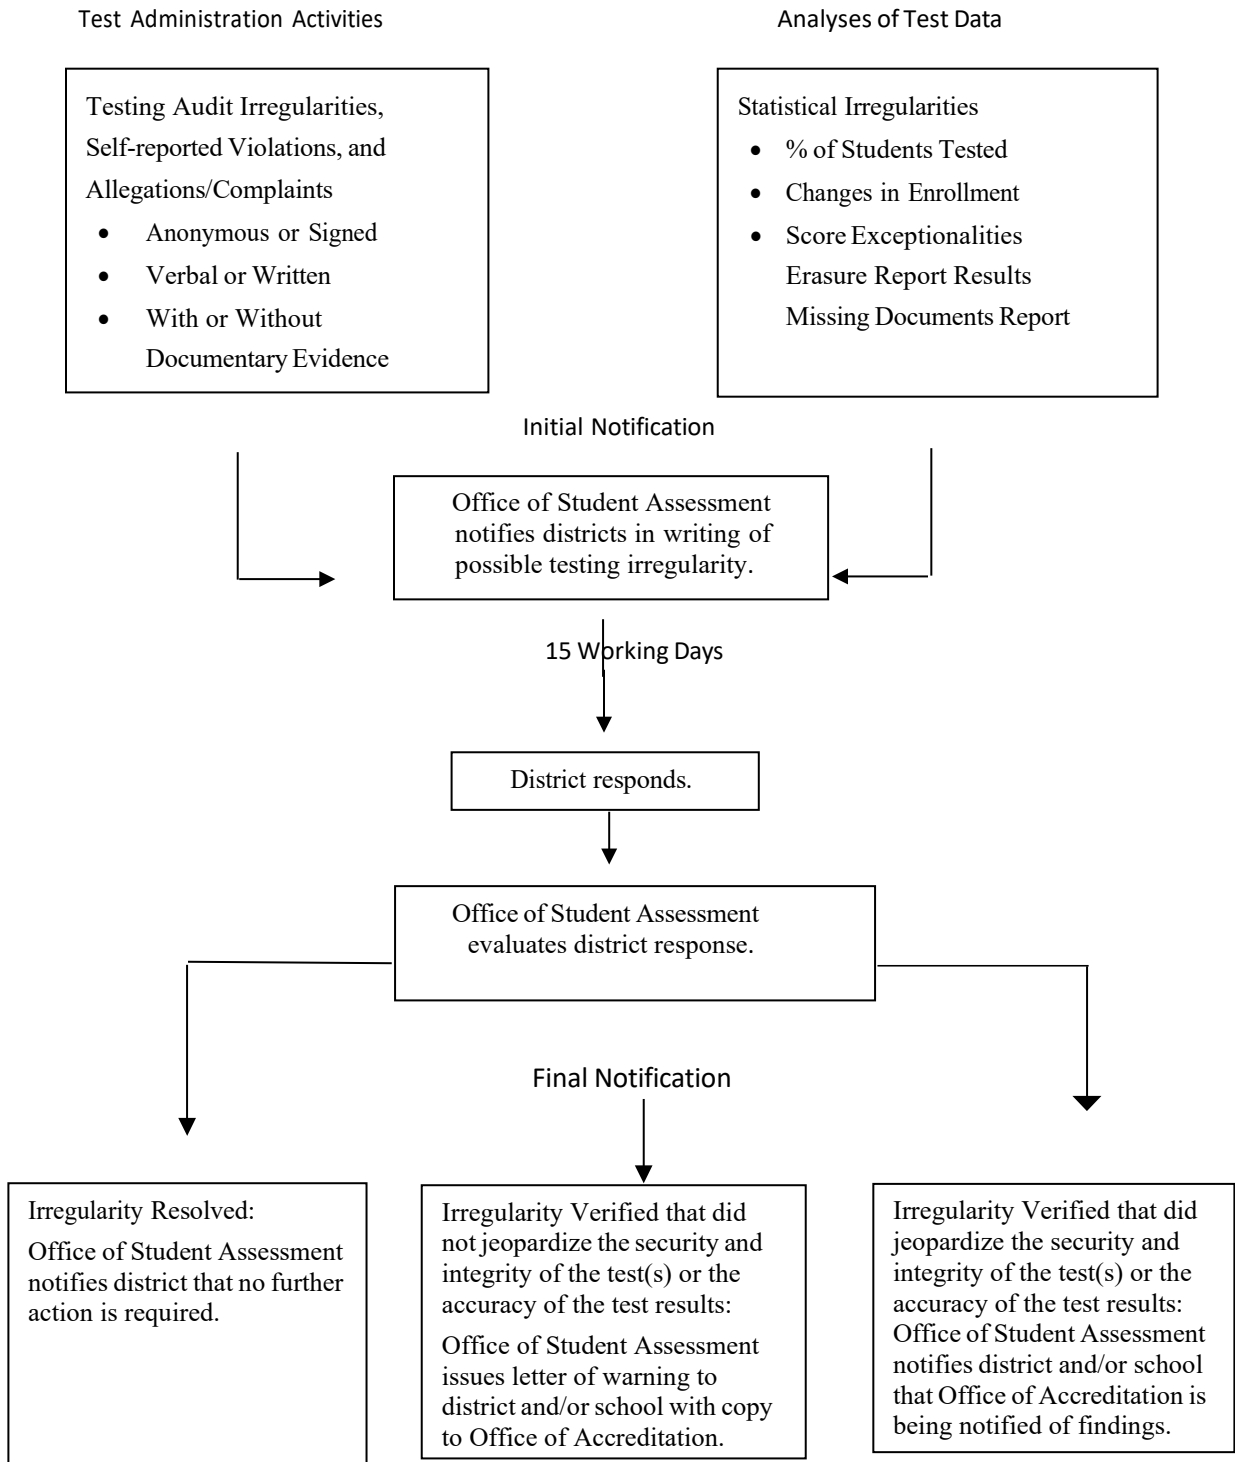 Test Administration Activities
Analyses of Test Data
Testing Audit Irregularities,
Self-reported Violations, and
Allegations/Complaints
• Anonymous or Signed
• Verbal or Written
• With or Without
Documentary Evidence
Statistical Irregularities
• % of Students Tested
• Changes in Enrollment
• Score Exceptionalities
Erasure Report Results
Missing Documents Report
Initial Notification
Office of Student Assessment
notifies districts in writing of
possible testing irregularity.
15 Working Days
District responds.
Office of Student Assessment
evaluates district response.
Final Notification
Irregularity Resolved:
Office of Student Assessment
notifies district that no further
action is required.
Irregularity Verified that did
not jeopardize the security and
integrity of the test(s) or the
accuracy of the test results:
Office of Student Assessment
issues letter of warning to
district and/or school with copy
to Office of Accreditation.
Irregularity Verified that did
jeopardize the security and
integrity of the test(s) or the
accuracy of the test results:
Office of Student Assessment
notifies district and/or school
that Office of Accreditation is
being notified of findings.